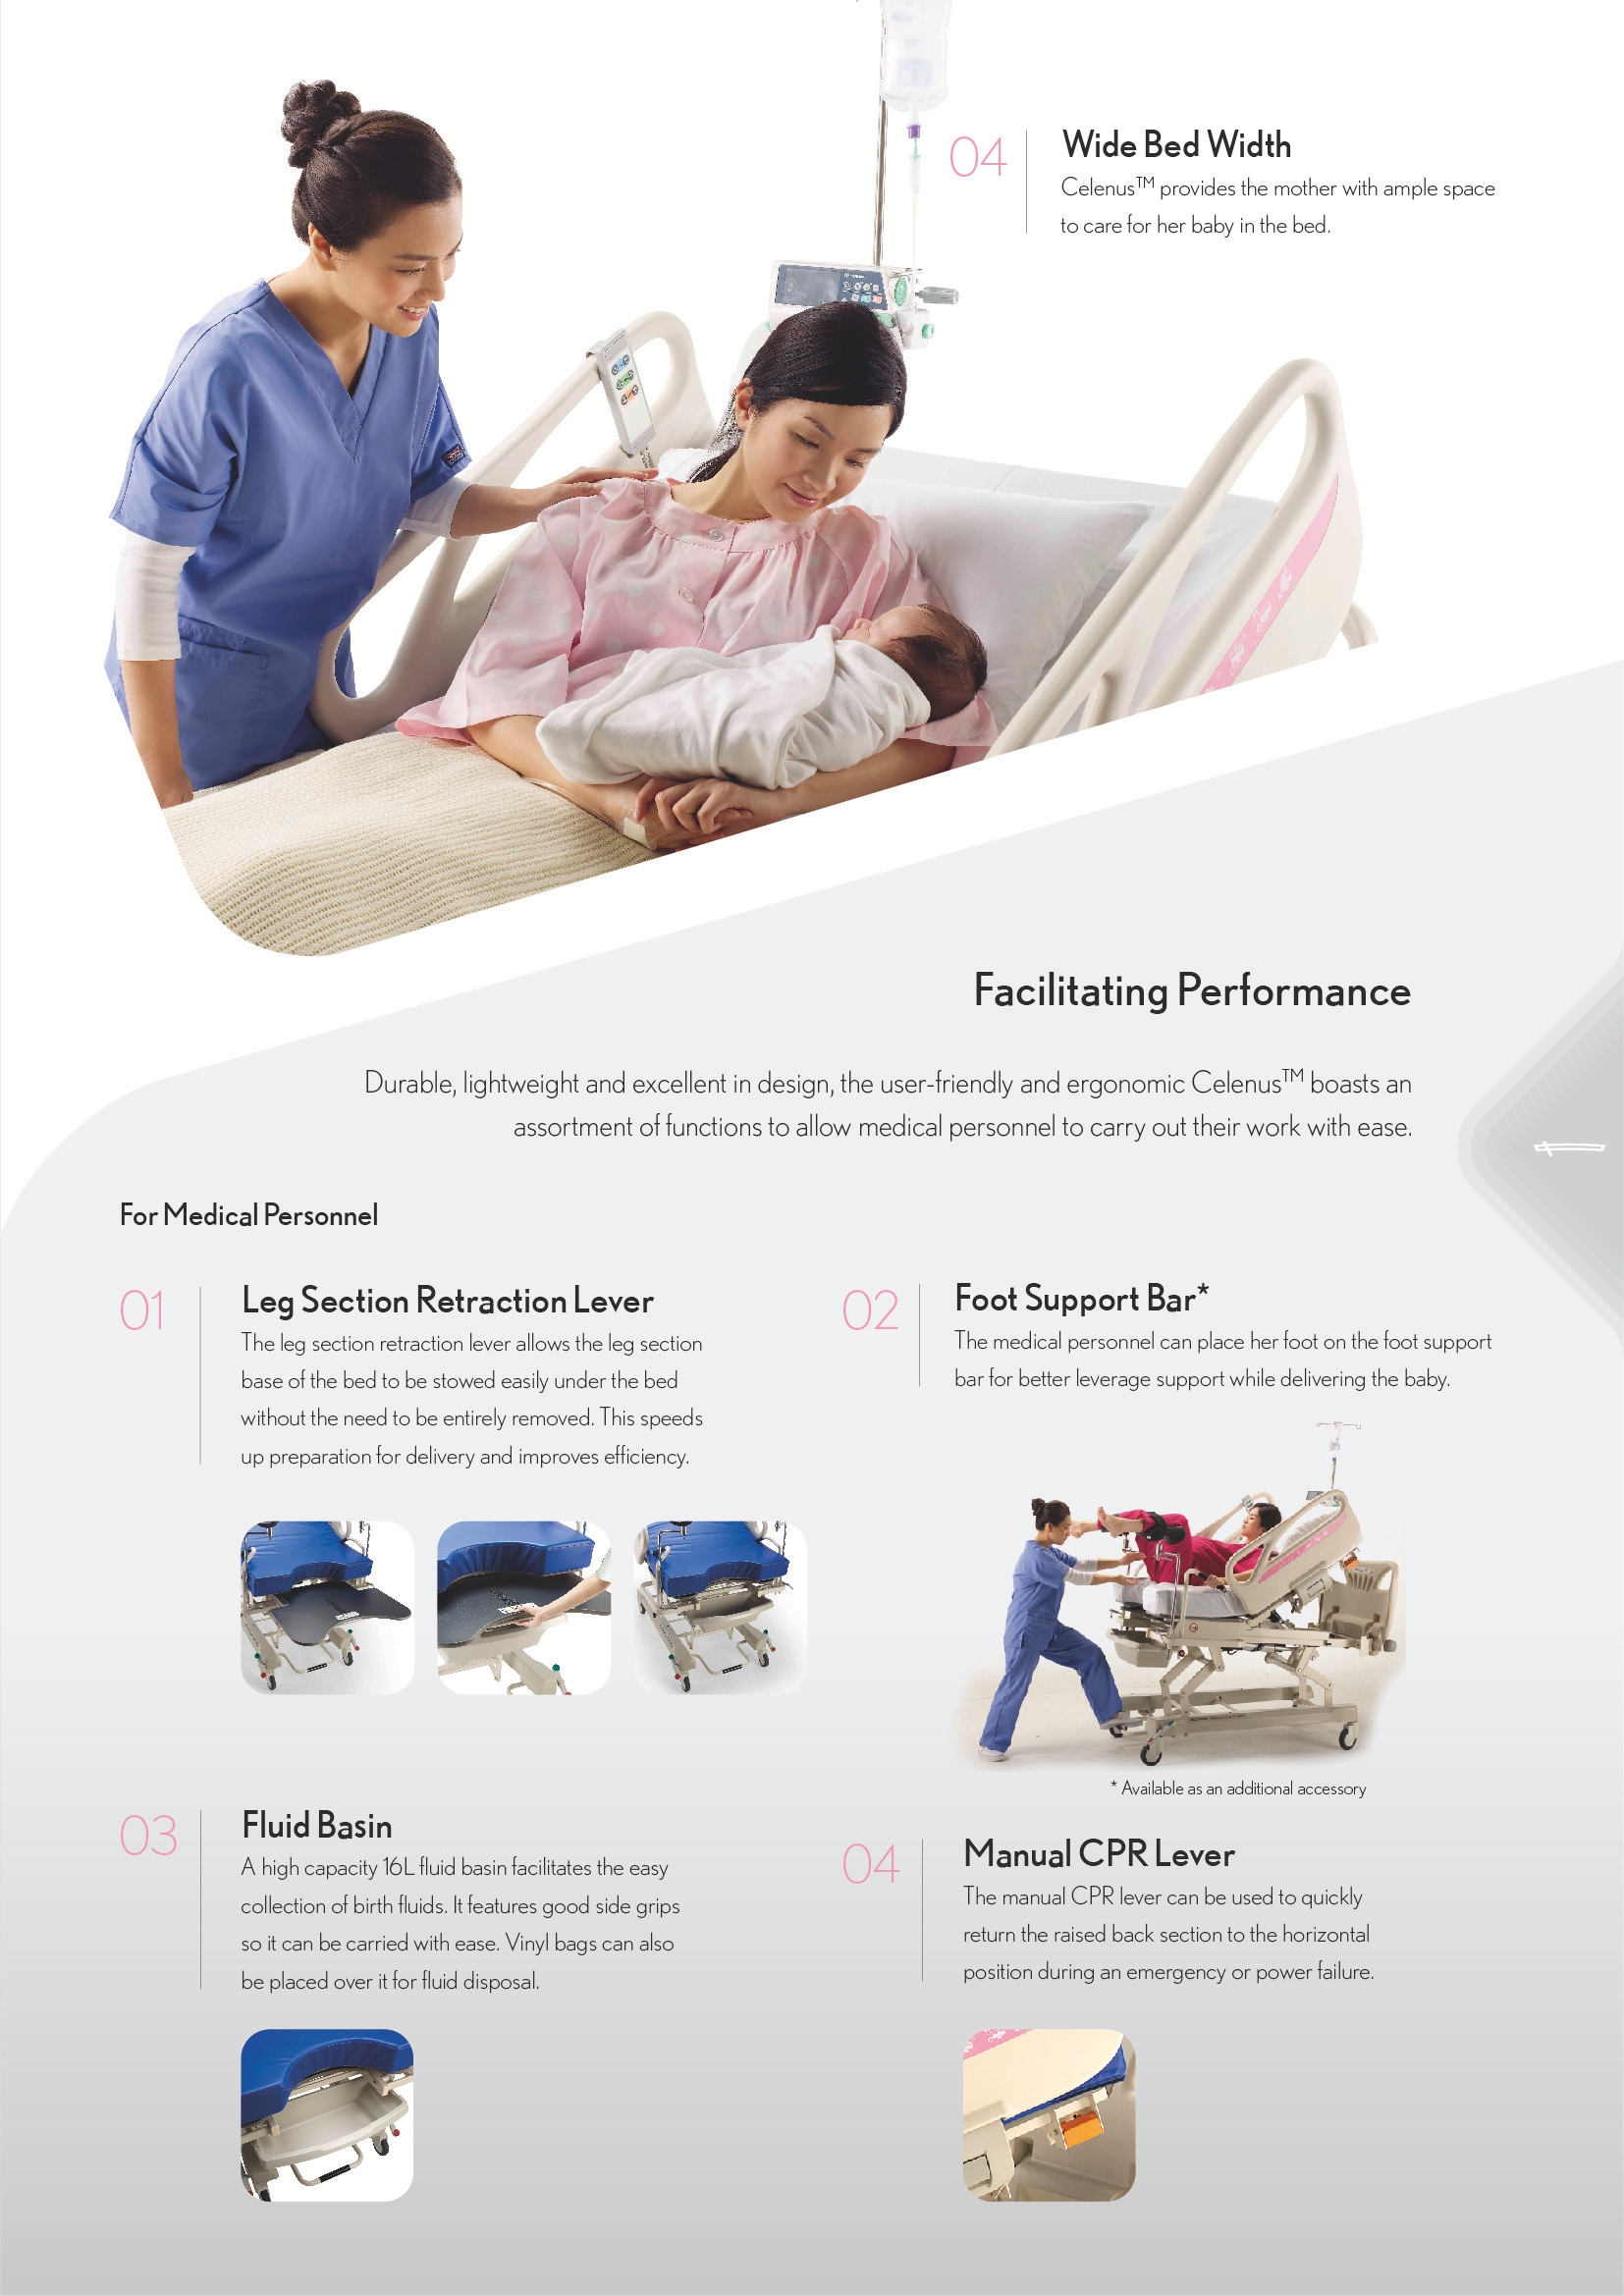 04
Wide Bed Width
Celenus™ provides the mother with ample space
to care for her baby in the bed.
Facilitating Performance
Durable, lightweight and excellent in design, the user-friendly and ergonomic Celenus™ boasts an
assortment of functions to allow medical personnel to carry out their work with ease.
For Medical Personnel
01
Leg Section Retraction Lever
The leg section retraction lever allows the leg section
base of the bed to be stowed easily under the bed
without the need to be entirely removed. This speeds
up preparation for delivery and improves efficiency.
02
Foot Support Bar*
The medical personnel can place her foot on the foot support
bar for better leverage support while delivering the baby.
* Available as an additional accessory
03
Fluid Basin
A high capacity 16L fluid basin facilitates the easy
collection of birth fluids. It features good side grips
so it can be carried with ease. Vinyl bags can also
be placed over it for fluid disposal.
04
Manual CPR Lever
The manual CPR lever can be used to quickly
return the raised back section to the horizontal
position during an emergency or power failure.